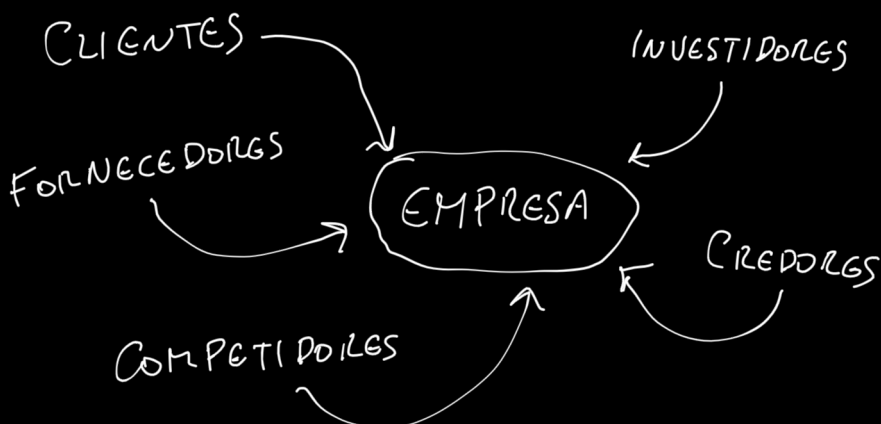 CLIENTES
INVESTIDORES
FORNECEDORES
EMPRESA
CREDORES
COMPETIDORES